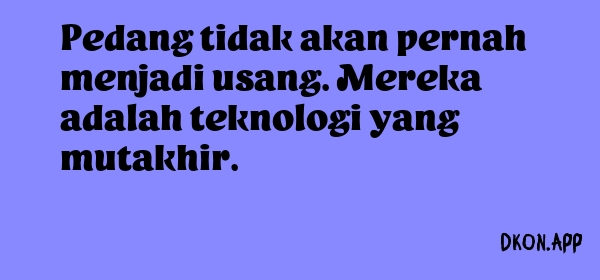 Pedang tidak akan pernah
menjadi usang. Mereka
adalah teknologi yang
mutakhir.
DKON.APP